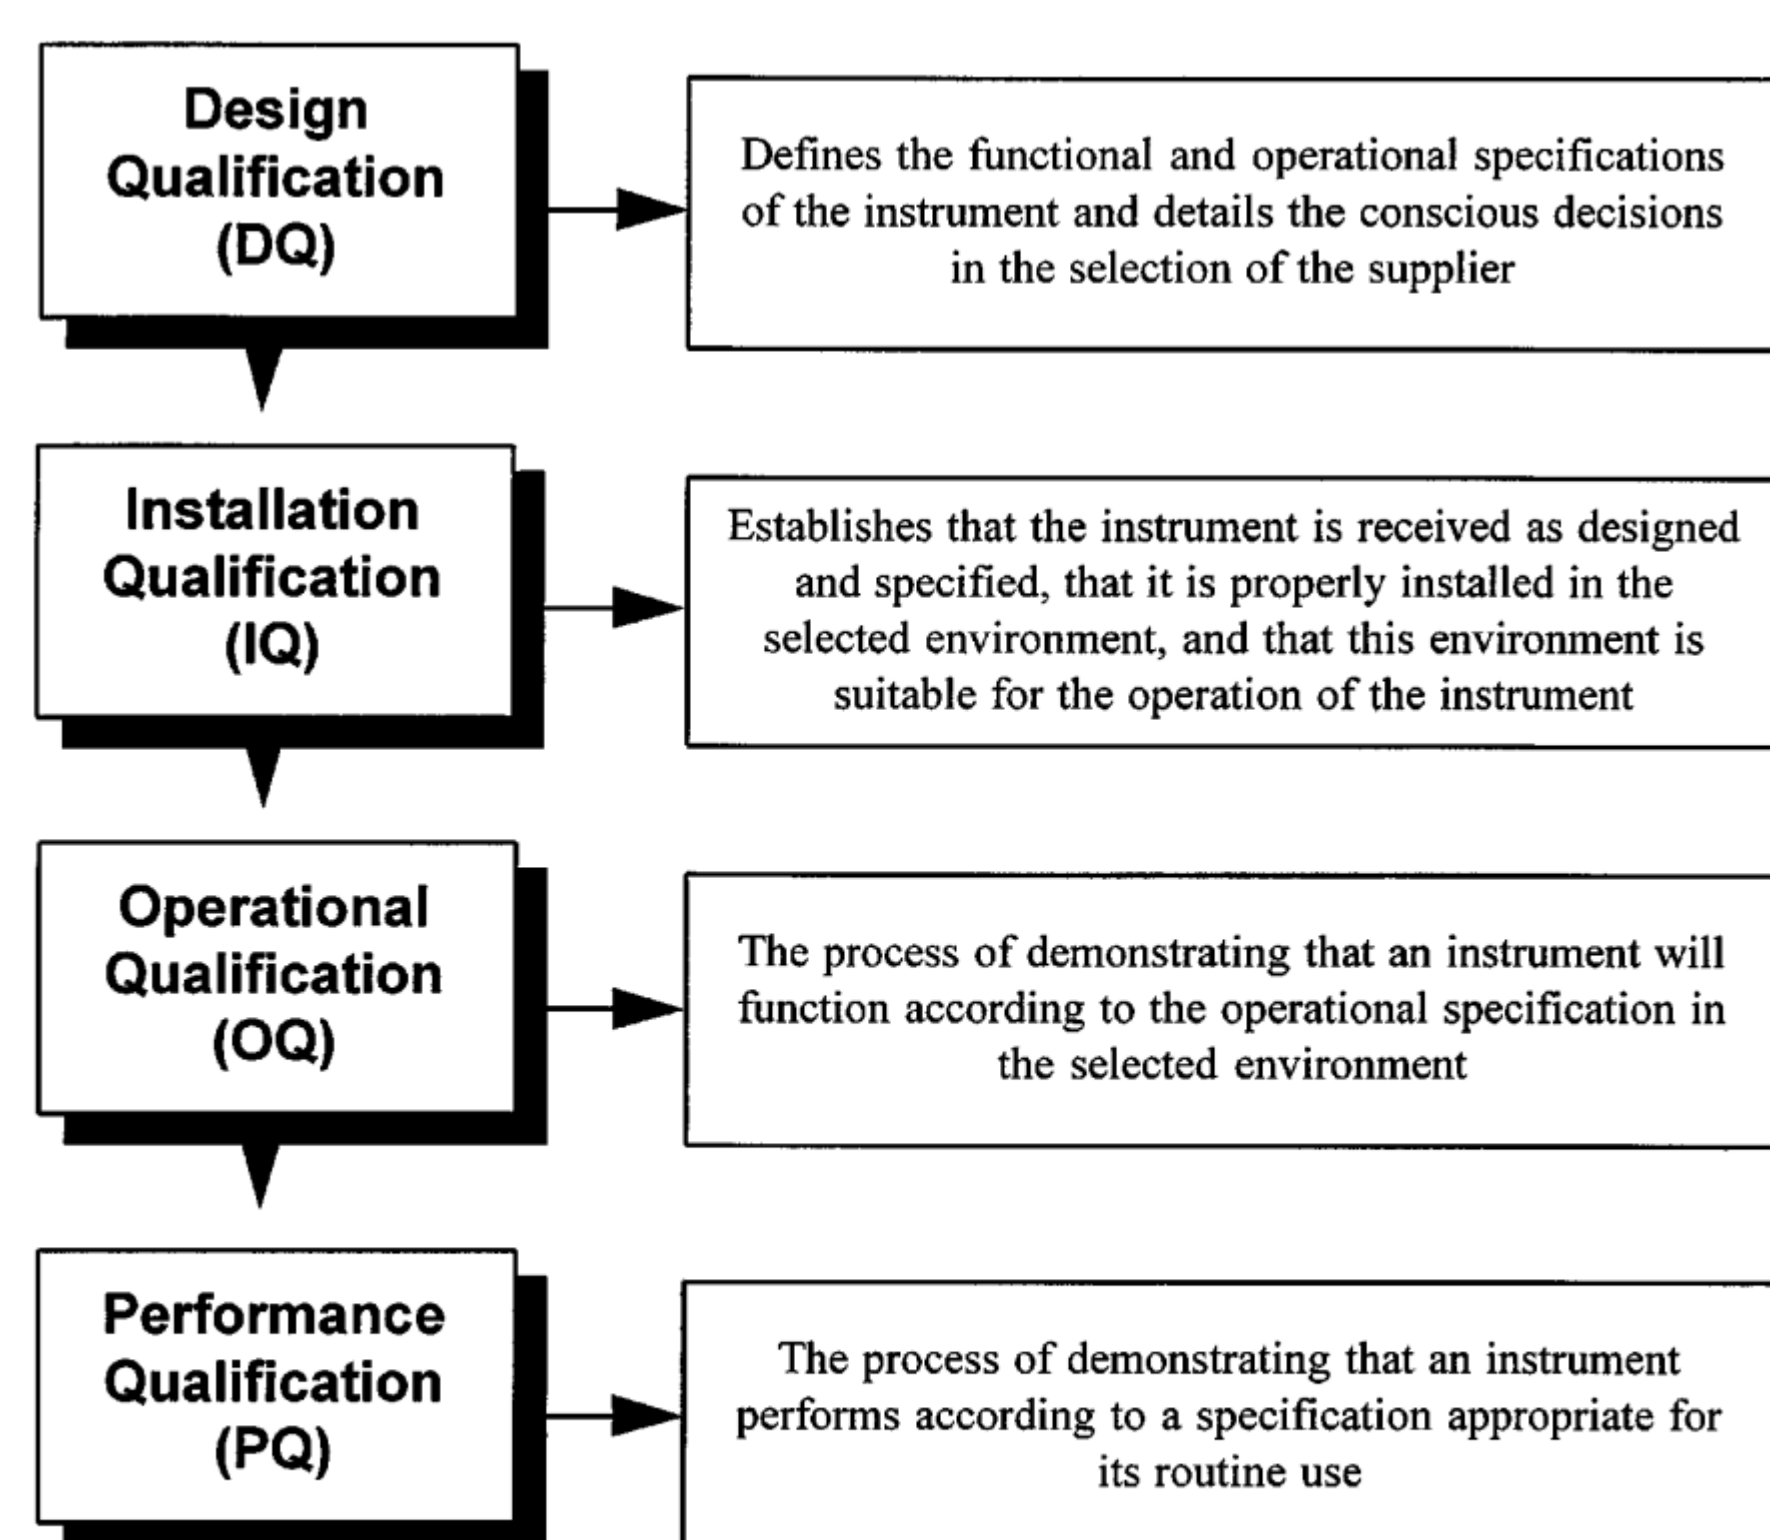 Design
Qualification
(DQ)
Defines the functional and operational specifications
of the instrument and details the conscious decisions
in the selection of the supplier
Installation
Qualification
(IQ)
Establishes that the instrument is received as designed
and specified, that it is properly installed in the
selected environment, and that this environment is
suitable for the operation of the instrument
Operational
Qualification
(OQ)
The process of demonstrating that an instrument will
function according to the operational specification in
the selected environment
Performance
Qualification
(PQ)
The process of demonstrating that an instrument
performs according to a specification appropriate for
its routine use